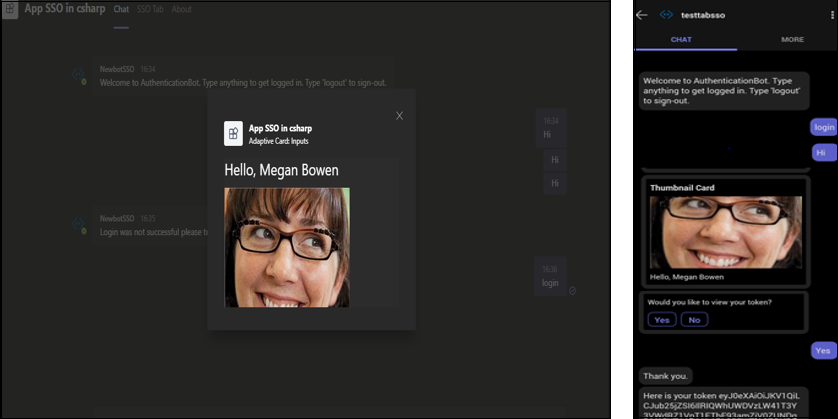 App SSO in csharp Chat SSO Tab About
NewbotSSO 16:34
Welcome to AuthenticationBot. Type anything to get logged in. Type 'logout' to sign-out.
16:34
Hi
Hi
Hi
X
App SSO in csharp
Adaptive Card: Inputs
Hello, Megan Bowen
NewbotSSO 16:35
Login was not successful please t
16:36
login
testtabsso
CHAT MORE
Welcome to AuthenticationBot. Type
anything to get logged in. Type 'logout'
to sign-out.
login
Hi
Thumbnail Card
Hello, Megan Bowen
Would you like to view your token?
Yes No
Yes
Thank you.
Here is your token eyJ0eXAiOiJKV1QiL